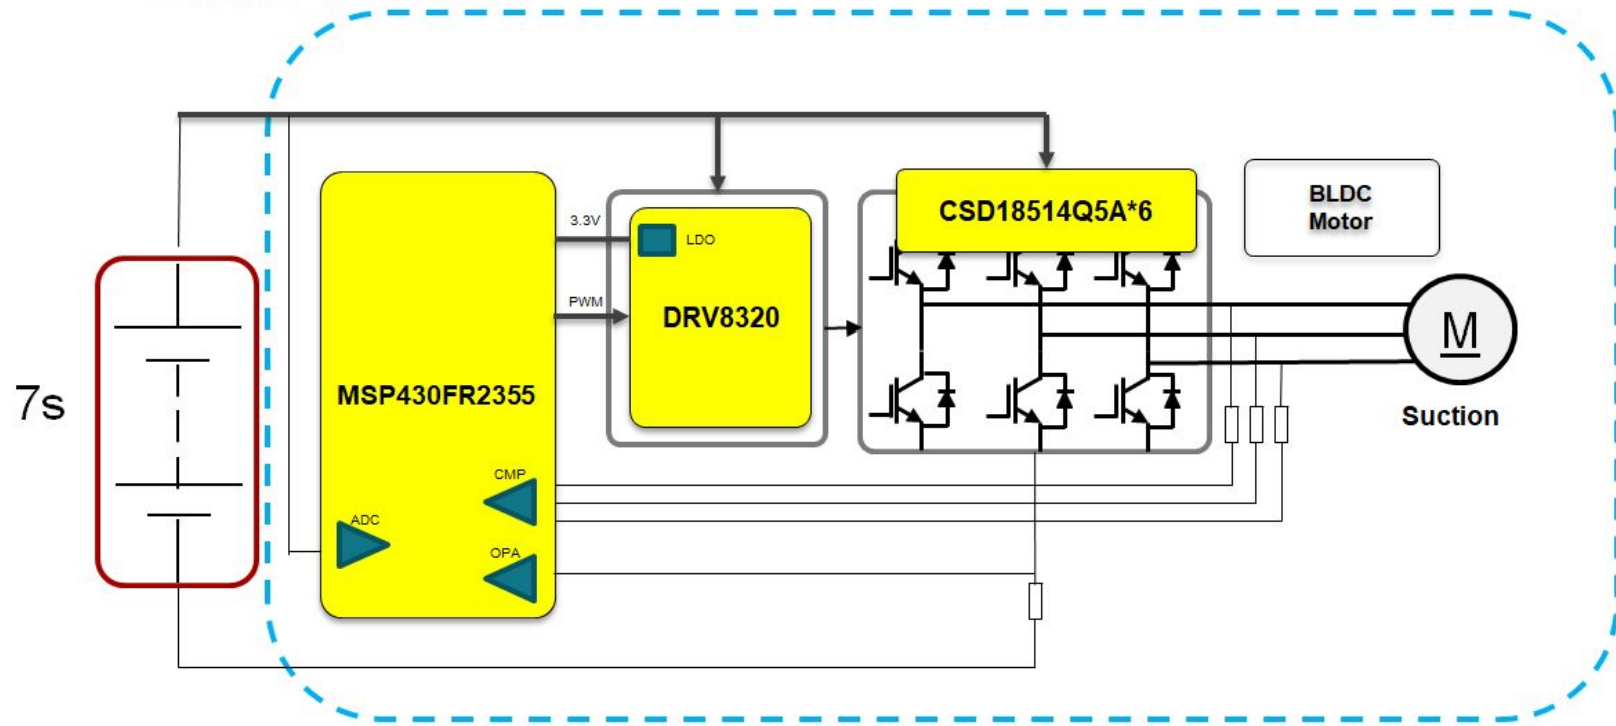 CSD18514Q5A*6
BLDC
Motor
3.3V
LDO
PWM
DRV8320
M
7s
MSP430FR2355
Suction
CMP
ADC
OPA